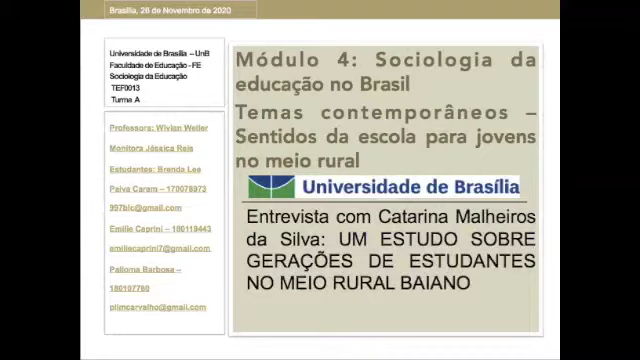 Brasília, 26 de Novembro de 2020
Universidade de Brasília – UnB
Faculdade de Educação - FE
Sociologia da Educação
TEF0013
Turma A
Professora: Wivian Weller
Monitora Jéssica Reis
Estudantes: Brenda Lee
Paiva Caram – 170078973
997blc@gmail.com
Emilie Caprini – 180119443
emiliecaprini7@gmail.com
Palloma Barbosa –
180107760
plimcarvalho@gmail.com
Módulo 4: Sociologia da
educação no Brasil
Temas contemporâneos –
Sentidos da escola para jovens
no meio rural
Universidade de Brasília
Entrevista com Catarina Malheiros
da Silva: UM ESTUDO SOBRE
GERAÇÕES DE ESTUDANTES
NO MEIO RURAL BAIANO